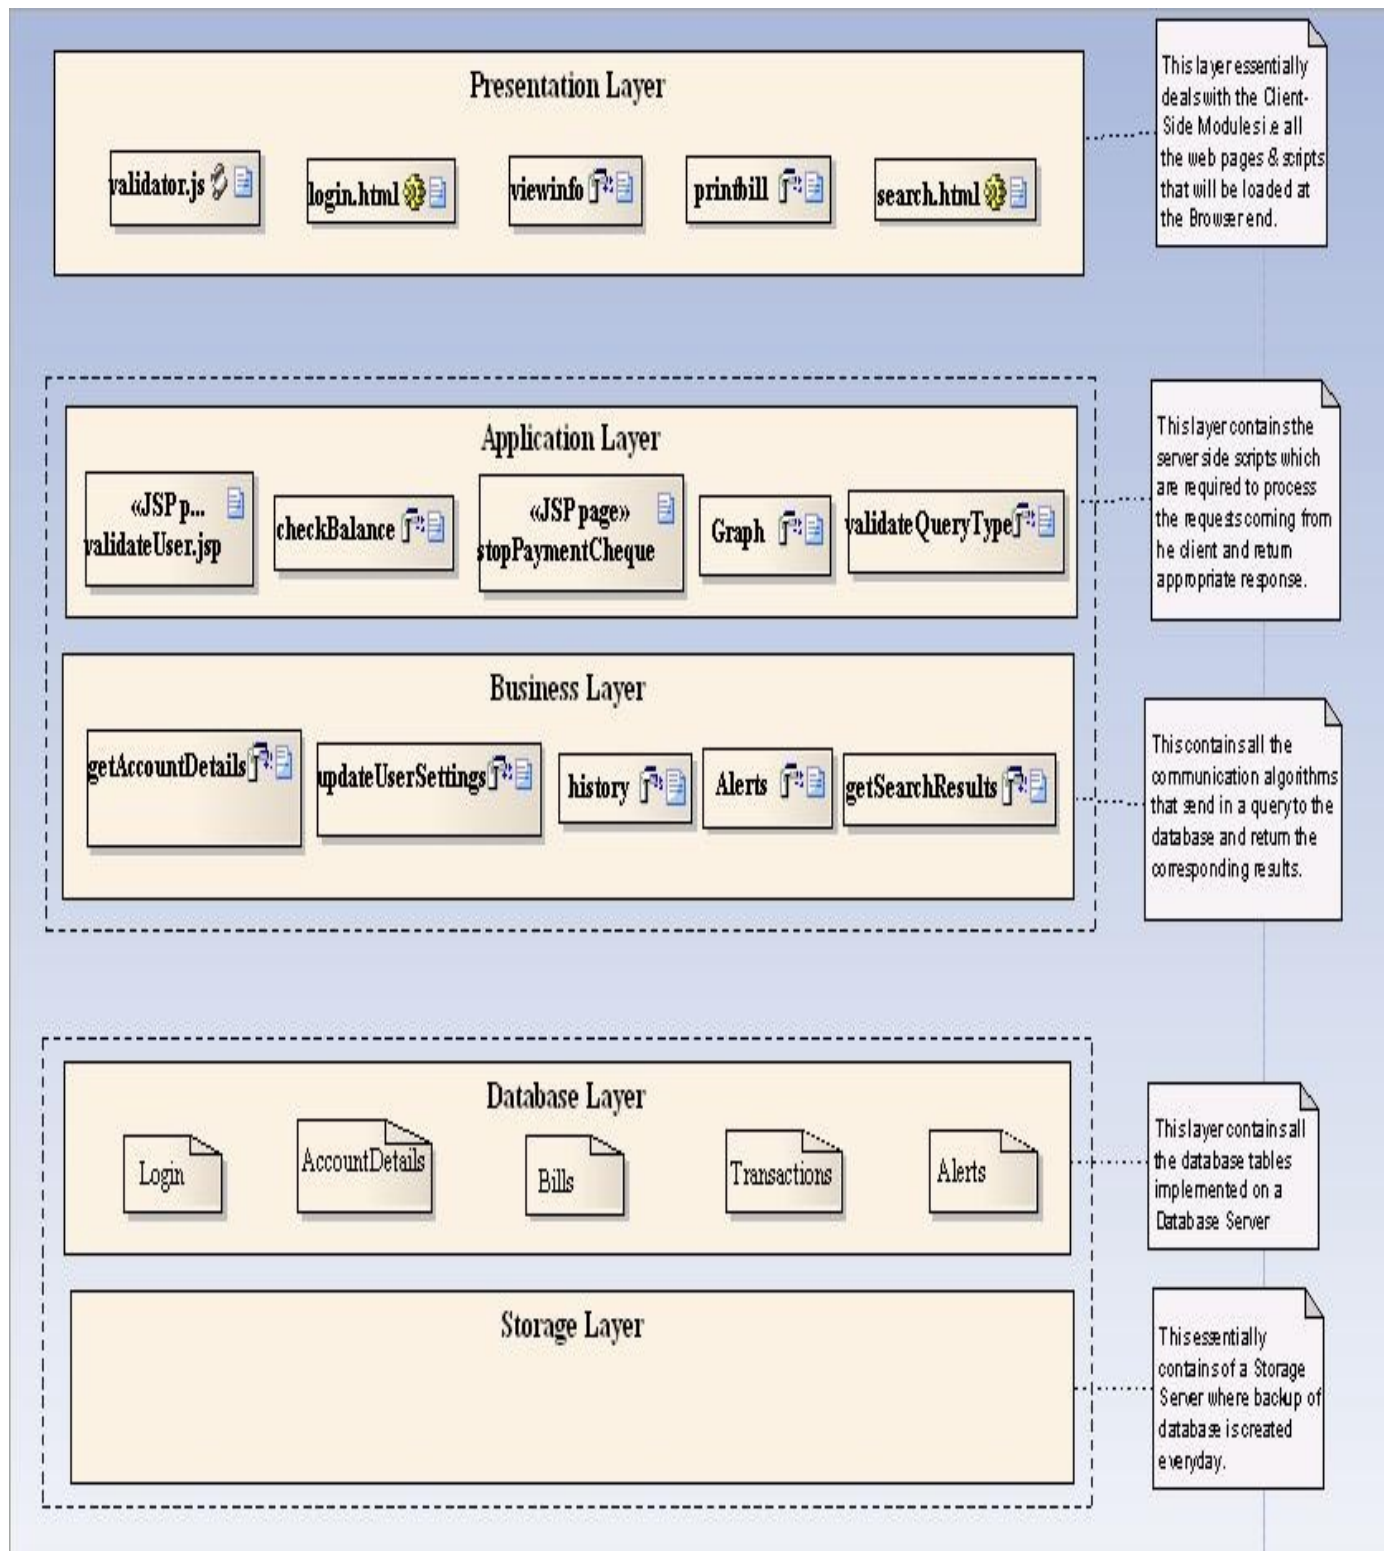 Presentation Layer
validator.js
login.html
viewinfo
printbill
search.html
This layer essentially
deals with the Client-
Side Modules i.e all
the web pages & scripts
that will be loaded at
the Browser end.
Application Layer
«JSP p...
validateUser.jsp
checkBalance
«JSP page»
stopPaymentCheque
Graph
validateQueryType
This layer contains the
server side scripts which
are required to process
the requests coming from
he client and return
appropriate response.
Business Layer
getAccountDetails
updateUserSettings
history
Alerts
getSearchResults
This contains all the
communication algorithms
that send in a query to the
database and return the
corresponding results.
Database Layer
Login
AccountDetails
Bills
Transactions
Alerts
This layer contains all
the database tables
implemented on a
Database Server
Storage Layer
This essentially
contains of a Storage
Server where backup of
database is created
everyday.